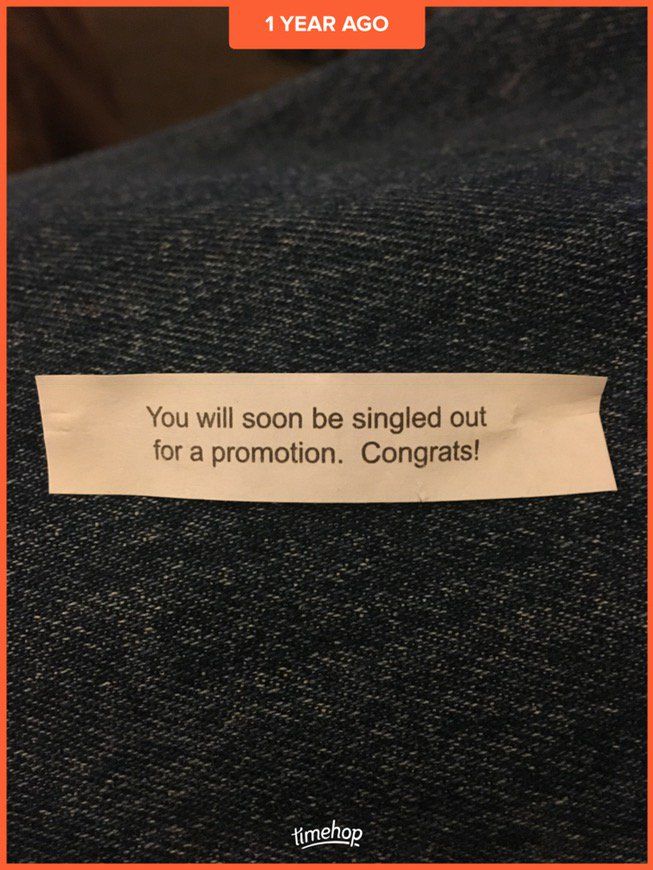 1 YEAR AGO
You will soon be singled out
for a promotion.  Congrats!
timehop